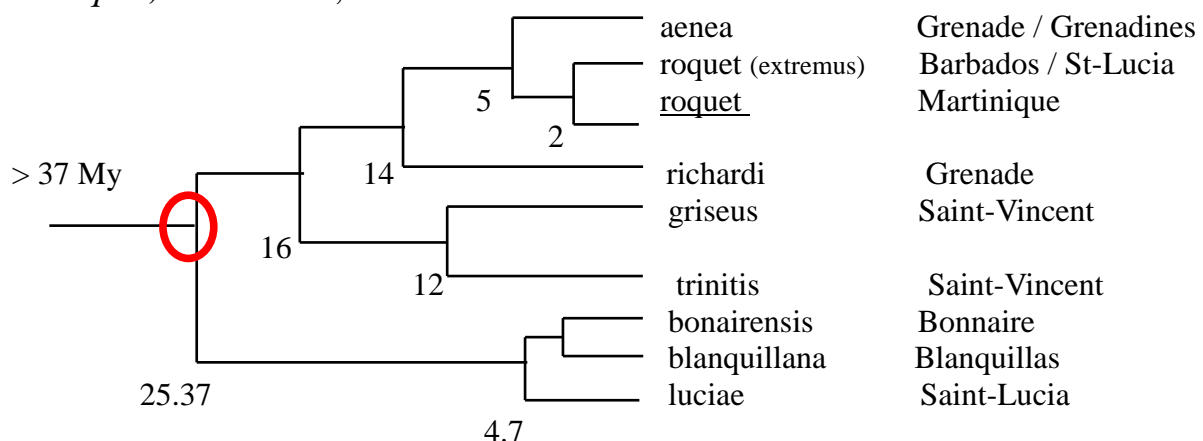 aenea Grenade / Grenadines
roquet (extremus) Barbados / St-Lucia
5
roquet Martinique
2
> 37 My
14
richardi Grenade
griseus Saint-Vincent
16
12
trinitis Saint-Vincent
bonairensis Bonnaire
blanquillana Blanquillas
25.37
luciae Saint-Lucia
4.7